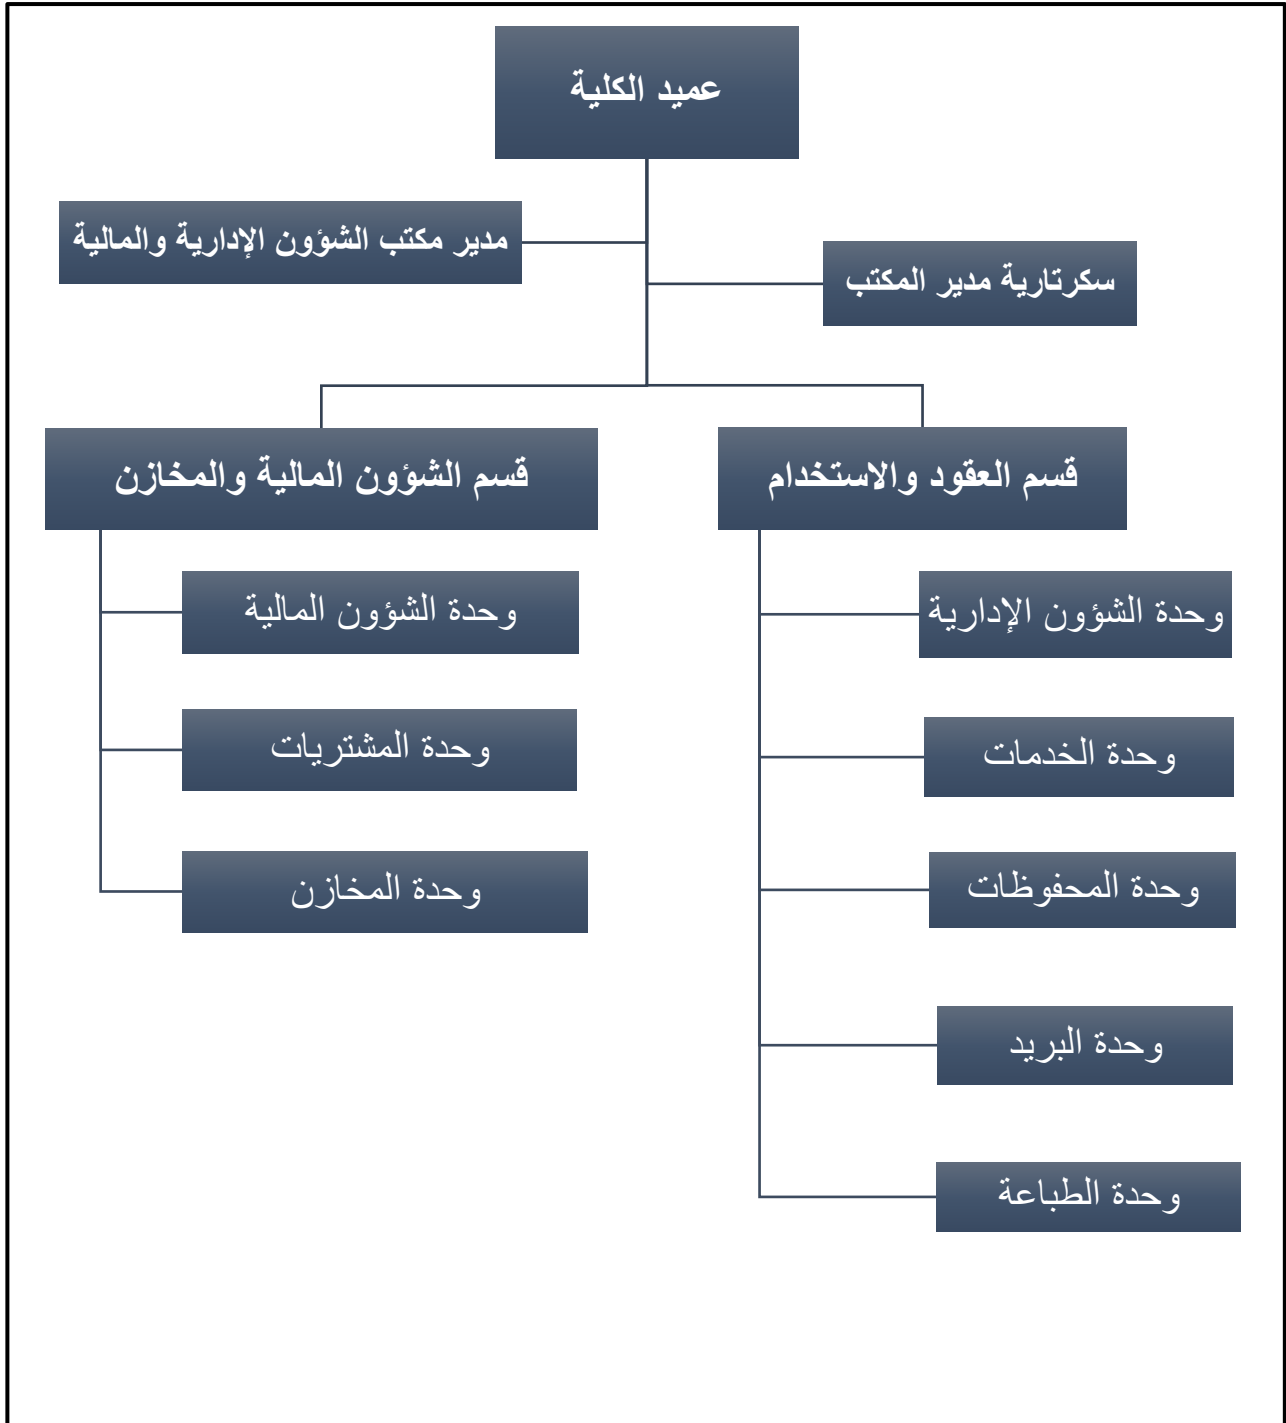 عميد الكلية
مدير مكتب الشؤون الإدارية والمالية
سكرتارية مدير المكتب
قسم العقود والاستخدام
قسم الشؤون المالية والمخازن
وحدة الشؤون الإدارية
وحدة الخدمات
وحدة المحفوظات
وحدة البريد
وحدة الطباعة
وحدة الشؤون المالية
وحدة المشتريات
وحدة المخازن